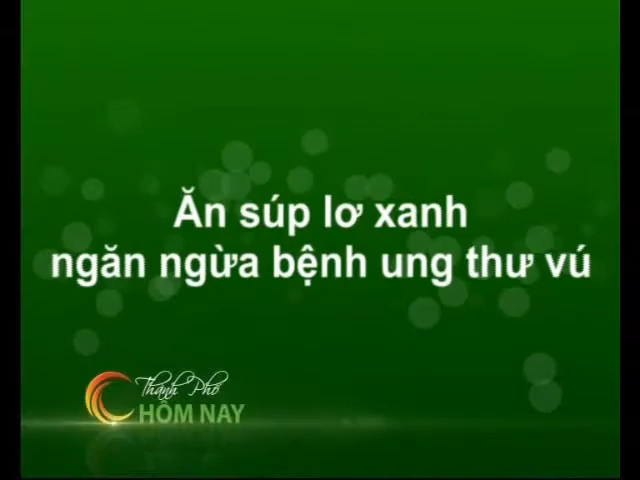 Ăn súp lơ xanh
ngăn ngừa bệnh ung thư vú
Thành Phố
HÔM NAY